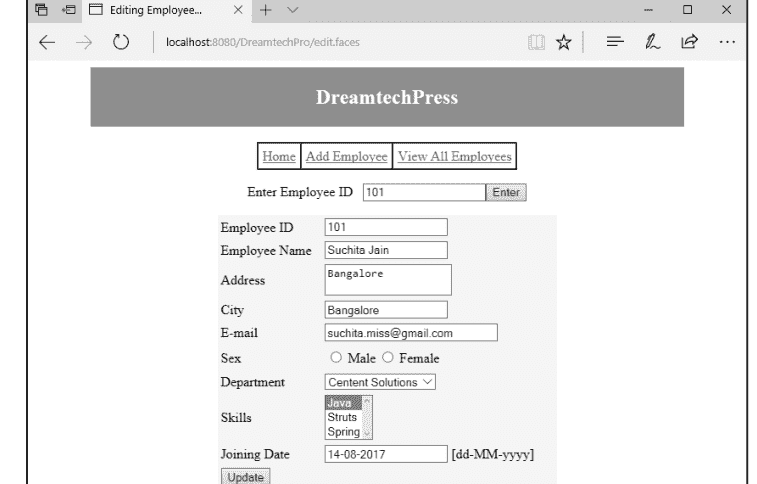 Editing Employee...
localhost:8080/DreamtechPro/edit.faces
DreamtechPress
Home Add Employee View All Employees
Enter Employee ID 101 Enter
Employee ID 101
Employee Name Suchita Jain
Address Bangalore
City Bangalore
E-mail suchita.miss@gmail.com
Sex Male Female
Department Centent Solutions
Skills Java
Struts
Spring
Joining Date 14-08-2017 [dd-MM-yyyy]
Update